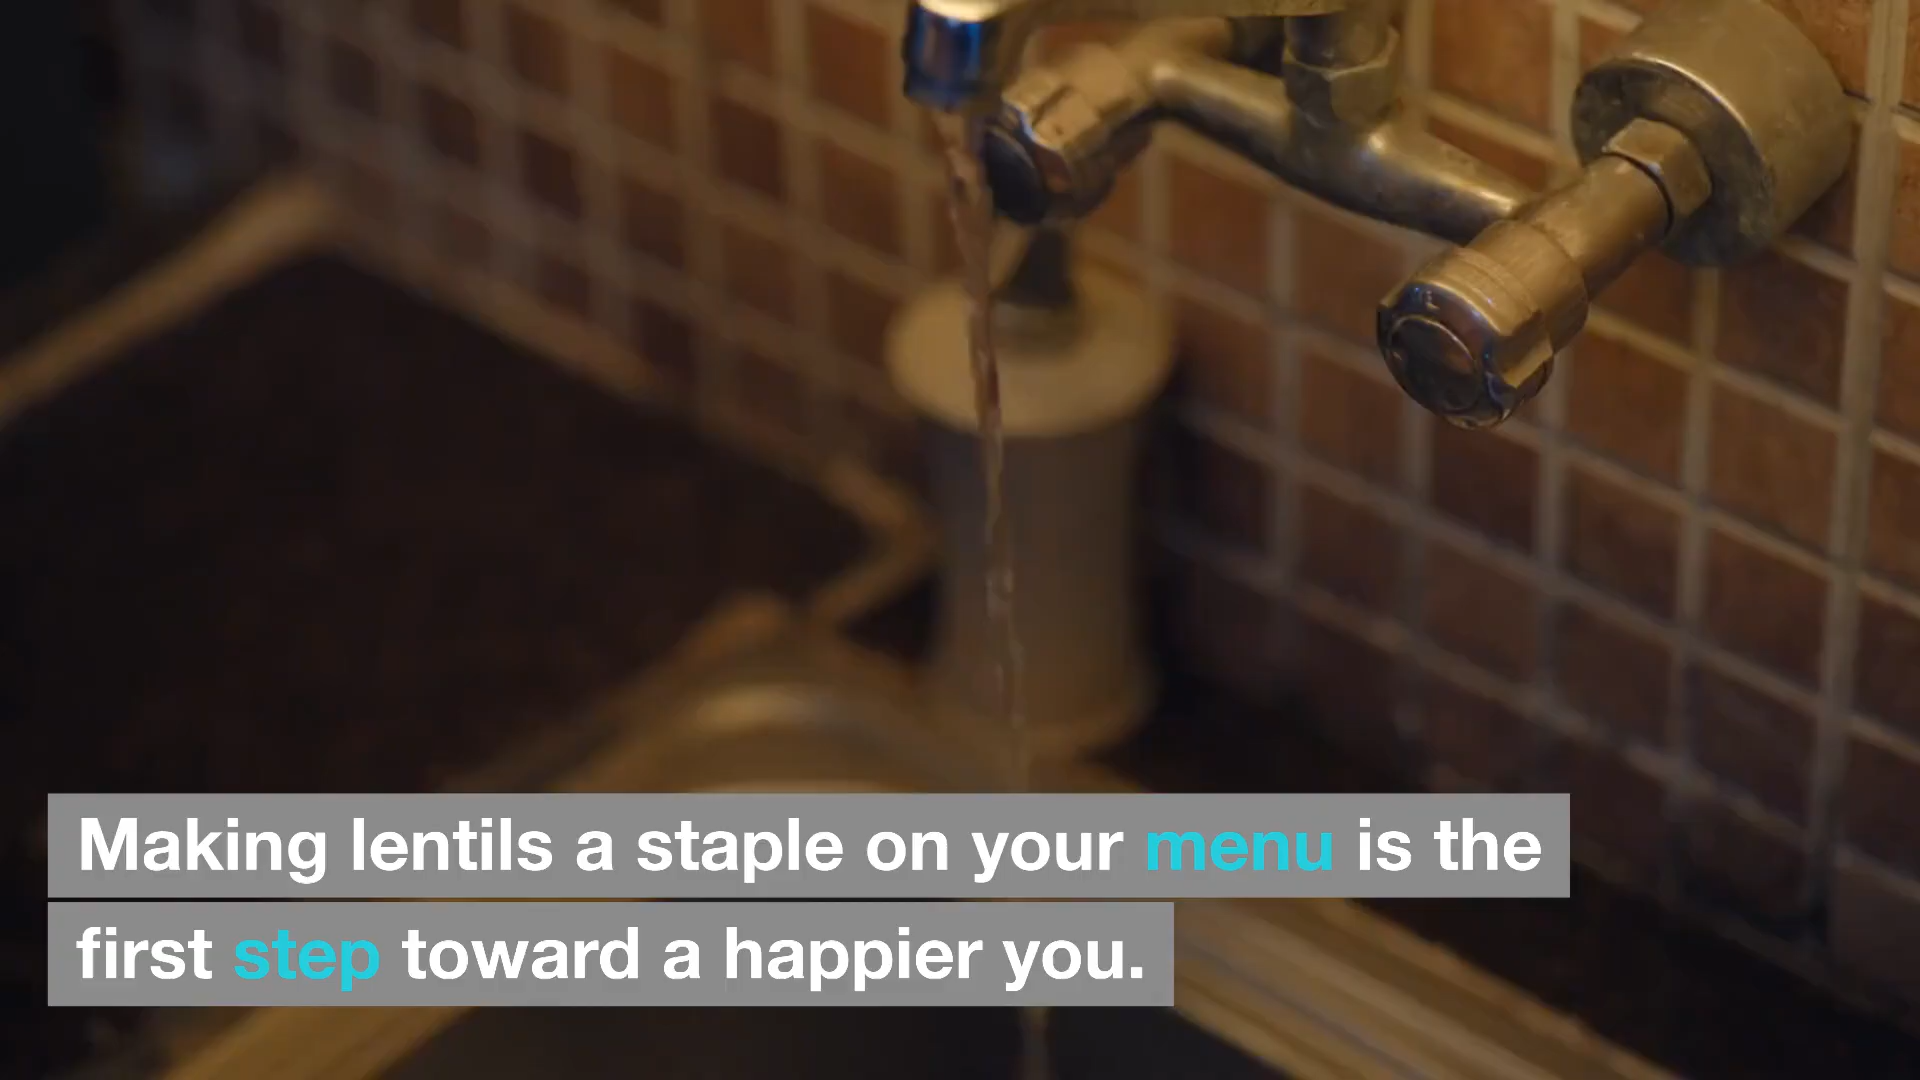 Making lentils a staple on your menu is the
first step toward a happier you.